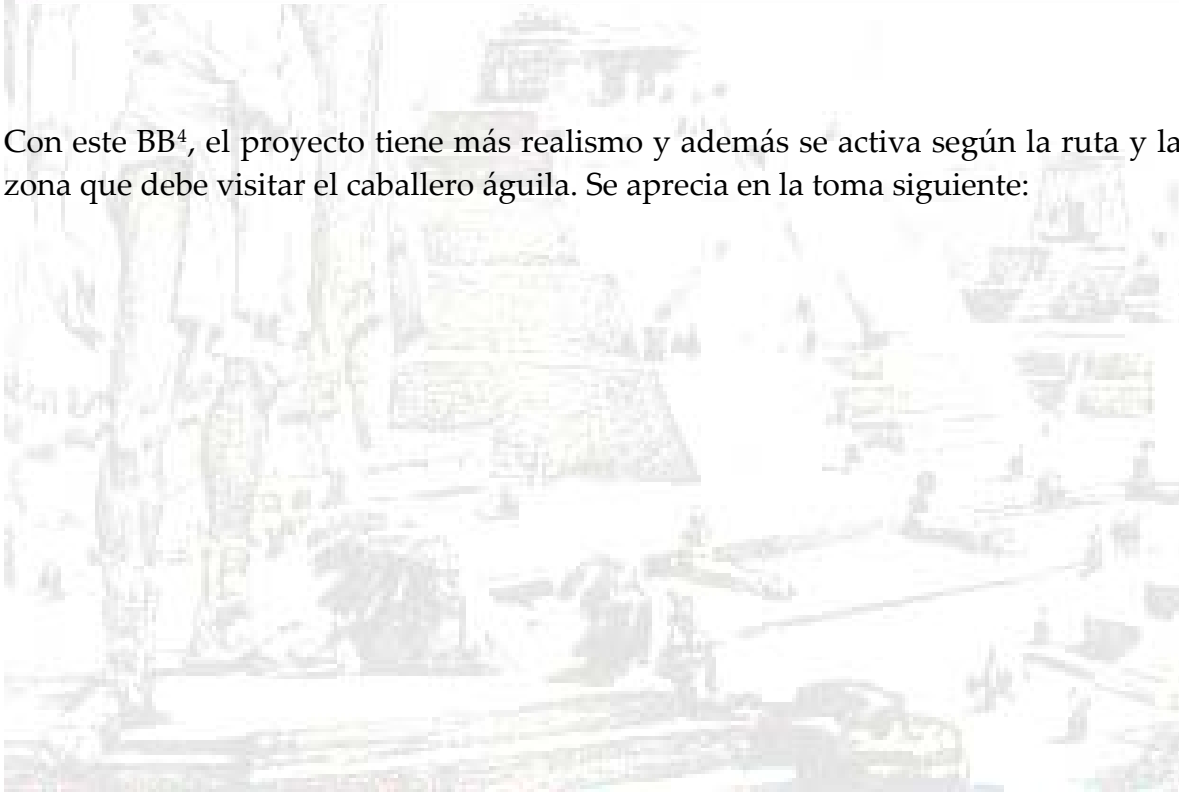 Con este BB⁴, el proyecto tiene más realismo y además se activa según la ruta y la
zona que debe visitar el caballero águila. Se aprecia en la toma siguiente: